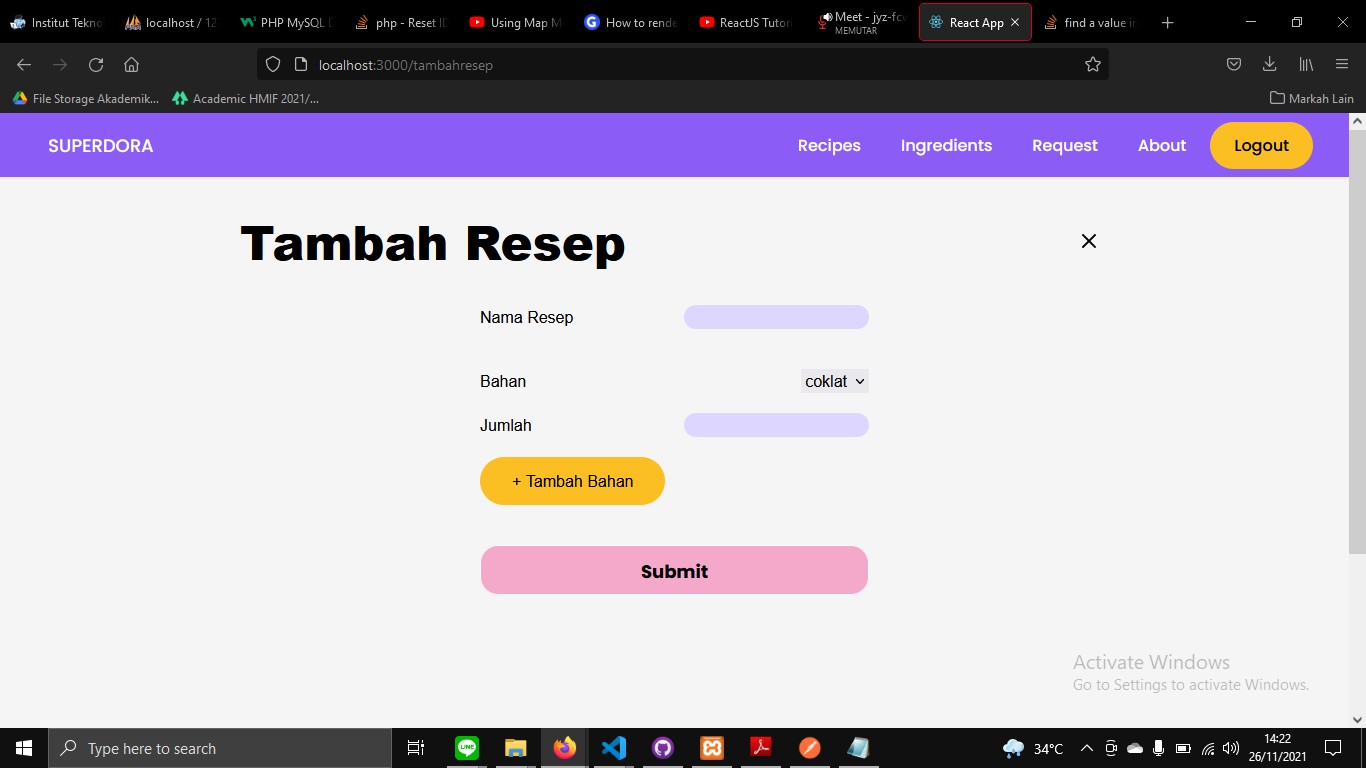 Institut Tekno
localhost / 12
PHP MySQL D
php - Reset ID
Using Map M
How to rende
ReactJS Tutor
Meet - jyz-fcv
MEMUTAR
React App
find a value in
localhost:3000/tambahresep
File Storage Akademik...
Academic HMIF 2021/...
Markah Lain
SUPERDORA
Recipes
Ingredients
Request
About
Logout
Tambah Resep
Nama Resep
Bahan
coklat
Jumlah
+ Tambah Bahan
Submit
Activate Windows
Go to Settings to activate Windows.
Type here to search
34°C
14:22
26/11/2021